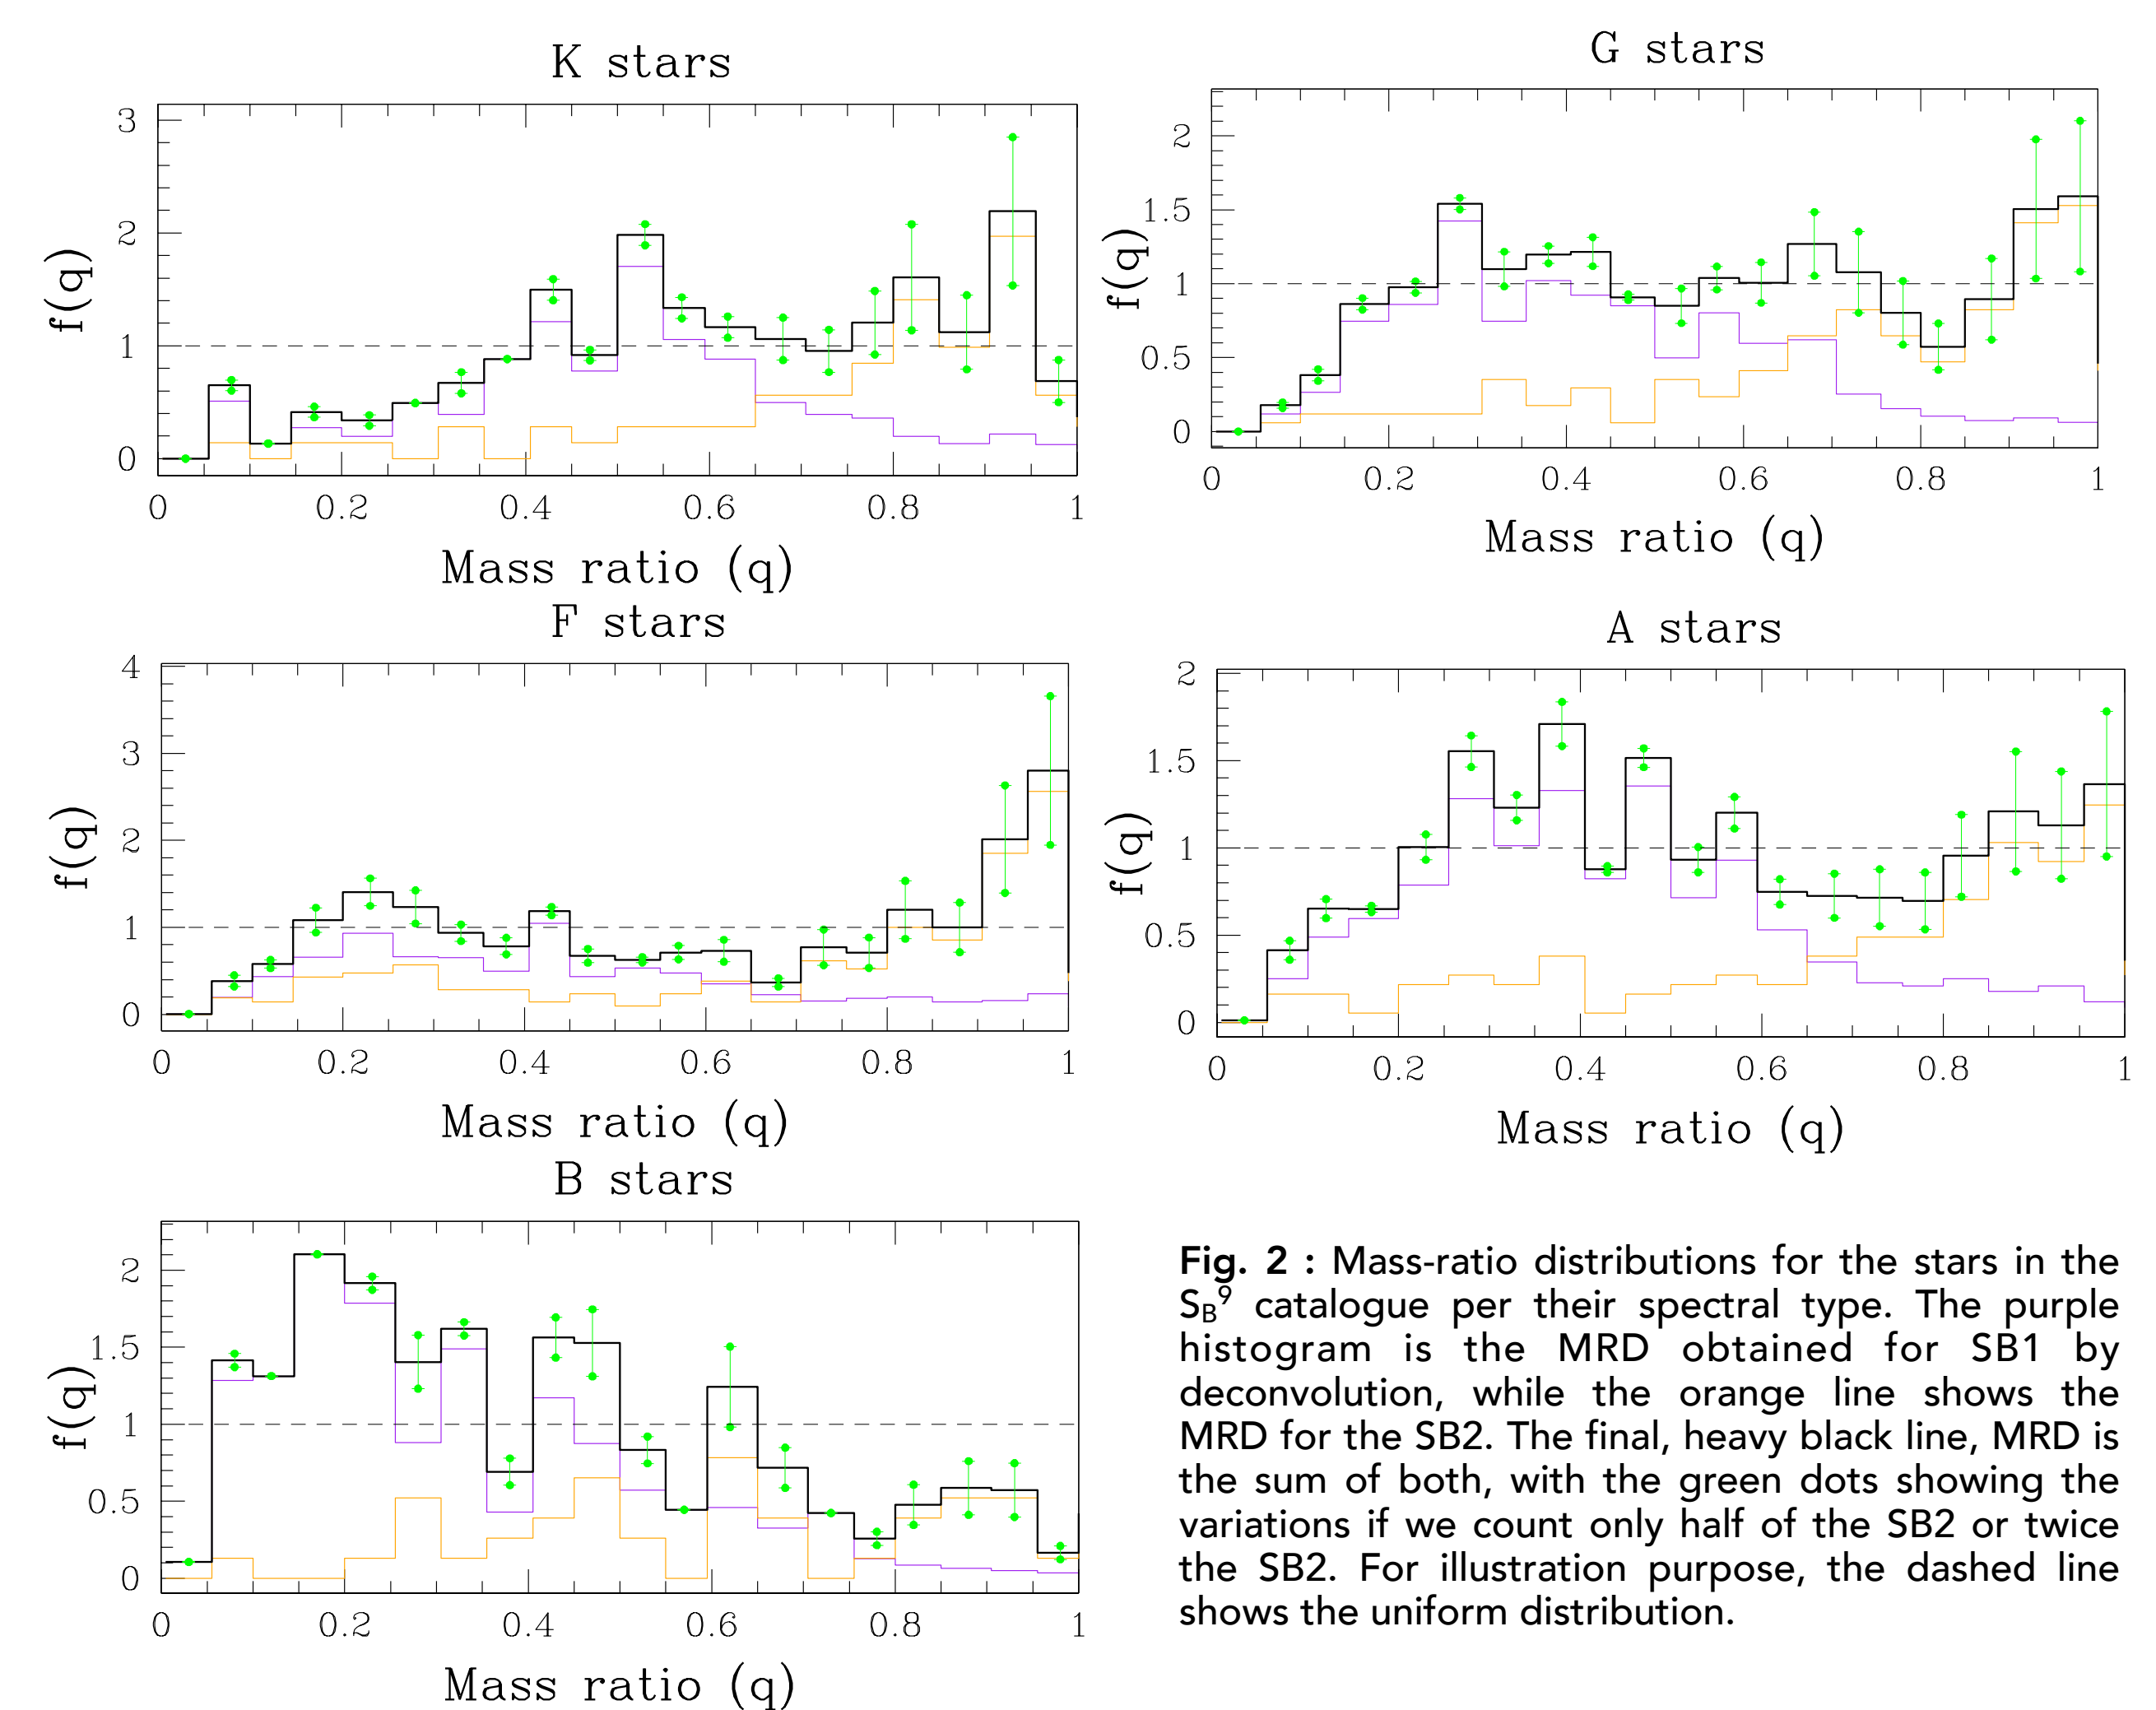 K stars
3
2
1
0
f(q)
0 0.2 0.4 0.6 0.8 1
Mass ratio (q)
G stars
2
1.5
1
0.5
0
f(q)
0 0.2 0.4 0.6 0.8 1
Mass ratio (q)
F stars
4
3
2
1
0
f(q)
0 0.2 0.4 0.6 0.8 1
Mass ratio (q)
A stars
2
1.5
1
0.5
0
f(q)
0 0.2 0.4 0.6 0.8 1
Mass ratio (q)
B stars
2
1.5
1
0.5
0
f(q)
0 0.2 0.4 0.6 0.8 1
Mass ratio (q)
Fig. 2 : Mass-ratio distributions for the stars in the
S_B^9 catalogue per their spectral type. The purple
histogram is the MRD obtained for SB1 by
deconvolution, while the orange line shows the
MRD for the SB2. The final, heavy black line, MRD is
the sum of both, with the green dots showing the
variations if we count only half of the SB2 or twice
the SB2. For illustration purpose, the dashed line
shows the uniform distribution.